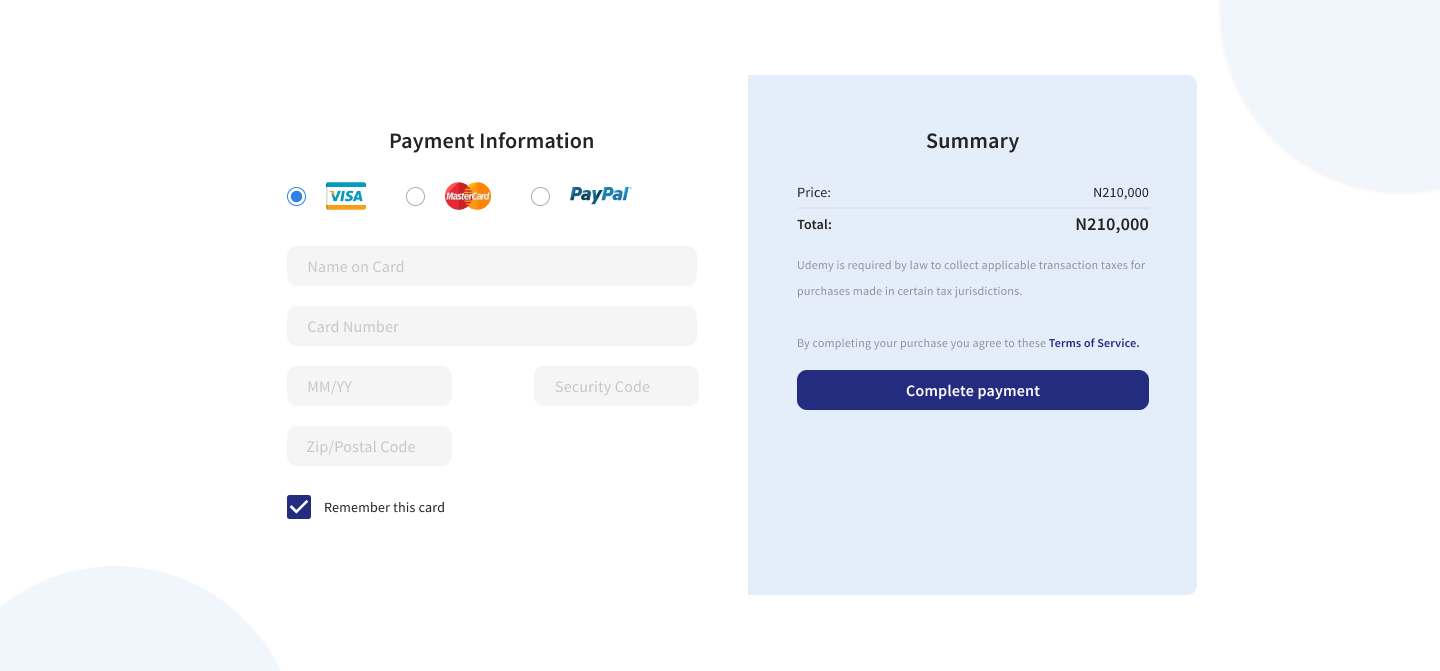 Payment Information
VISA MasterCard PayPal
Name on Card
Card Number
MM/YY Security Code
Zip/Postal Code
Remember this card
Summary
Price: N210,000
Total: N210,000
Udemy is required by law to collect applicable transaction taxes for
purchases made in certain tax jurisdictions.
By completing your purchase you agree to these Terms of Service.
Complete payment